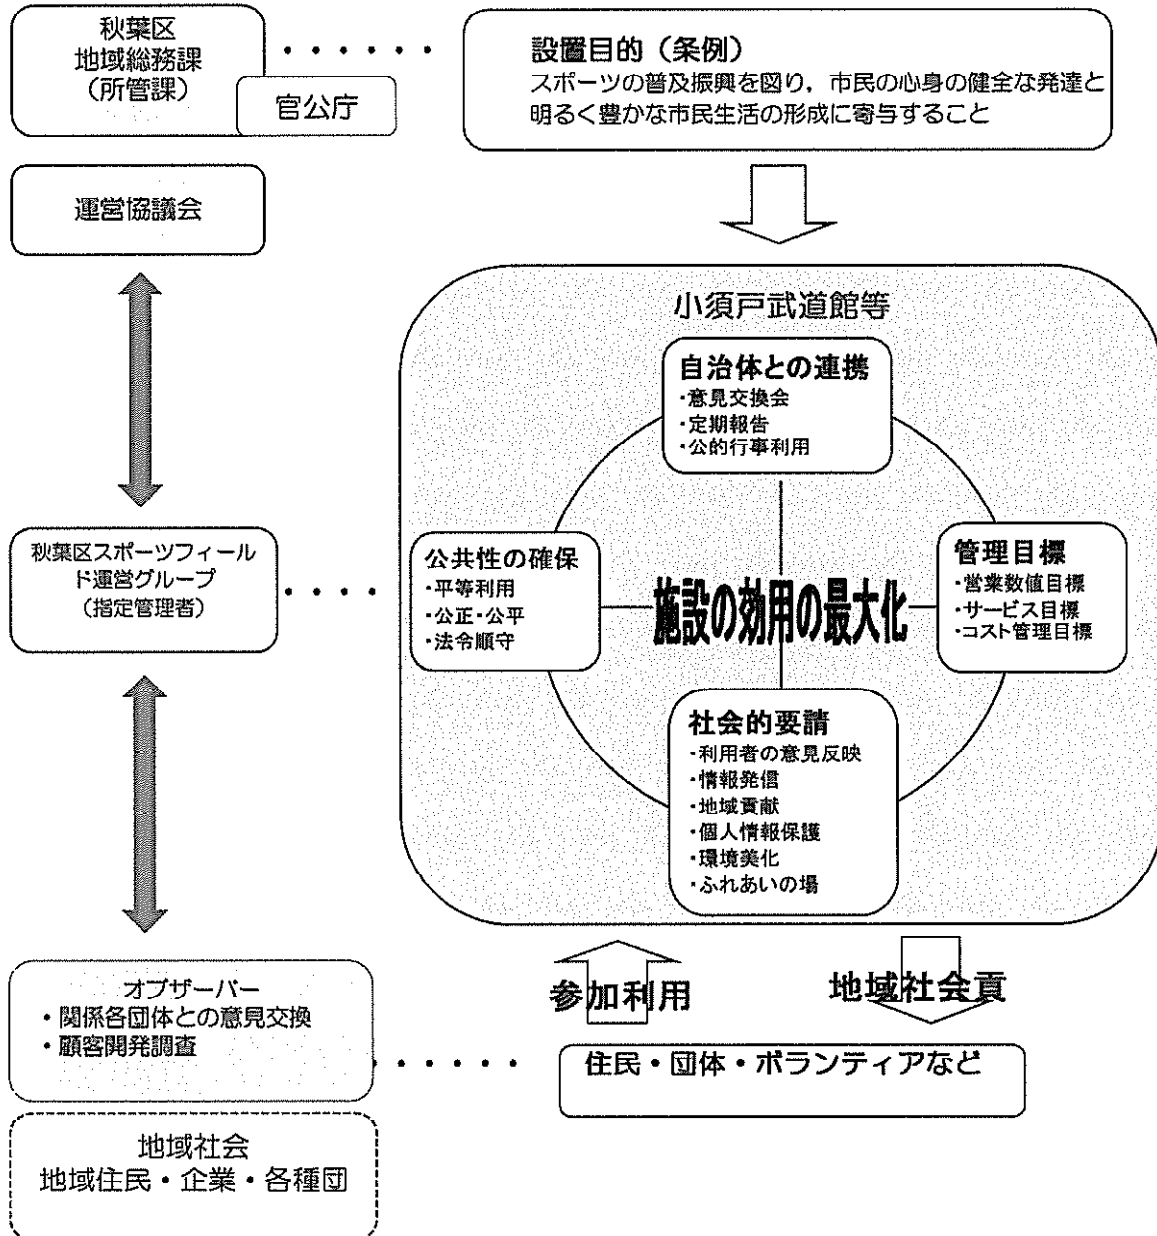 秋葉区
地域総務課
(所管課)
官公庁
設置目的（条例）
スポーツの普及振興を図り，市民の心身の健全な発達と
明るく豊かな市民生活の形成に寄与すること
運営協議会
小須戸武道館等
自治体との連携
・意見交換会
・定期報告
・公的行事利用
秋葉区スポーツフィール
ド運営グループ
（指定管理者）
公共性の確保
・平等利用
・公正・公平
・法令順守
施設の効用の最大化
管理目標
・営業数値目標
・サービス目標
・コスト管理目標
社会的要請
・利用者の意見反映
・情報発信
・地域貢献
・個人情報保護
・環境美化
・ふれあいの場
参加利用
地域社会貢
オブザーバー
・関係各団体との意見交換
・顧客開発調査
住民・団体・ボランティアなど
地域社会
地域住民・企業・各種団